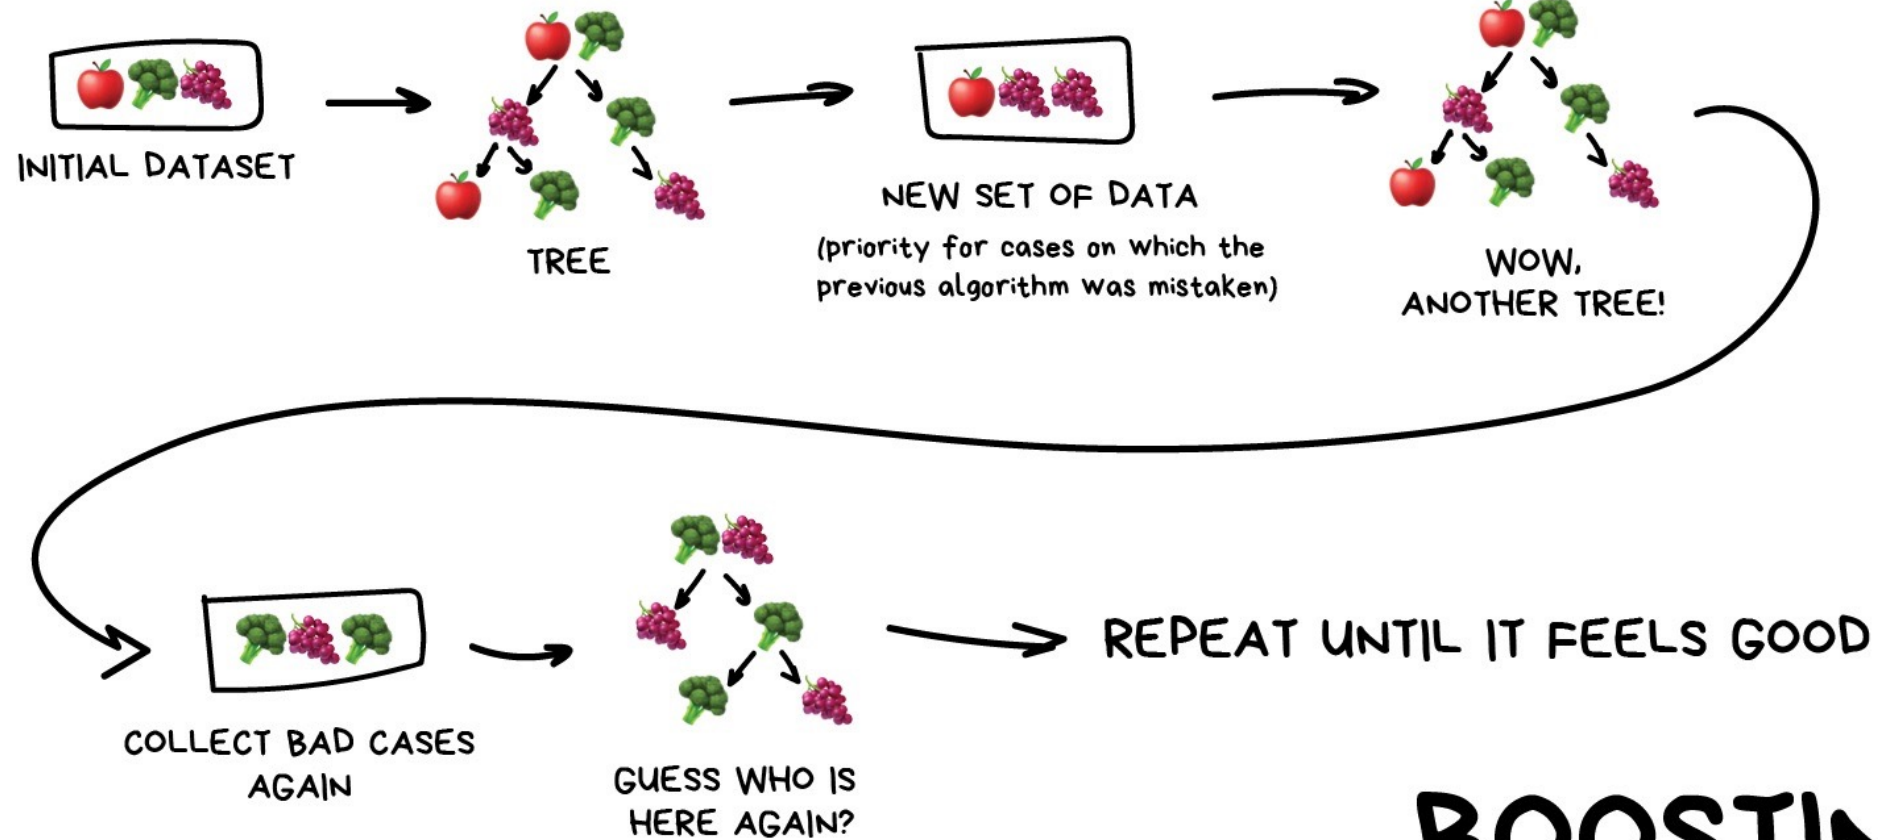 INITIAL DATASET
TREE
NEW SET OF DATA
(priority for cases on which the
previous algorithm was mistaken)
WOW,
ANOTHER TREE!
COLLECT BAD CASES
AGAIN
GUESS WHO IS
HERE AGAIN?
REPEAT UNTIL IT FEELS GOOD